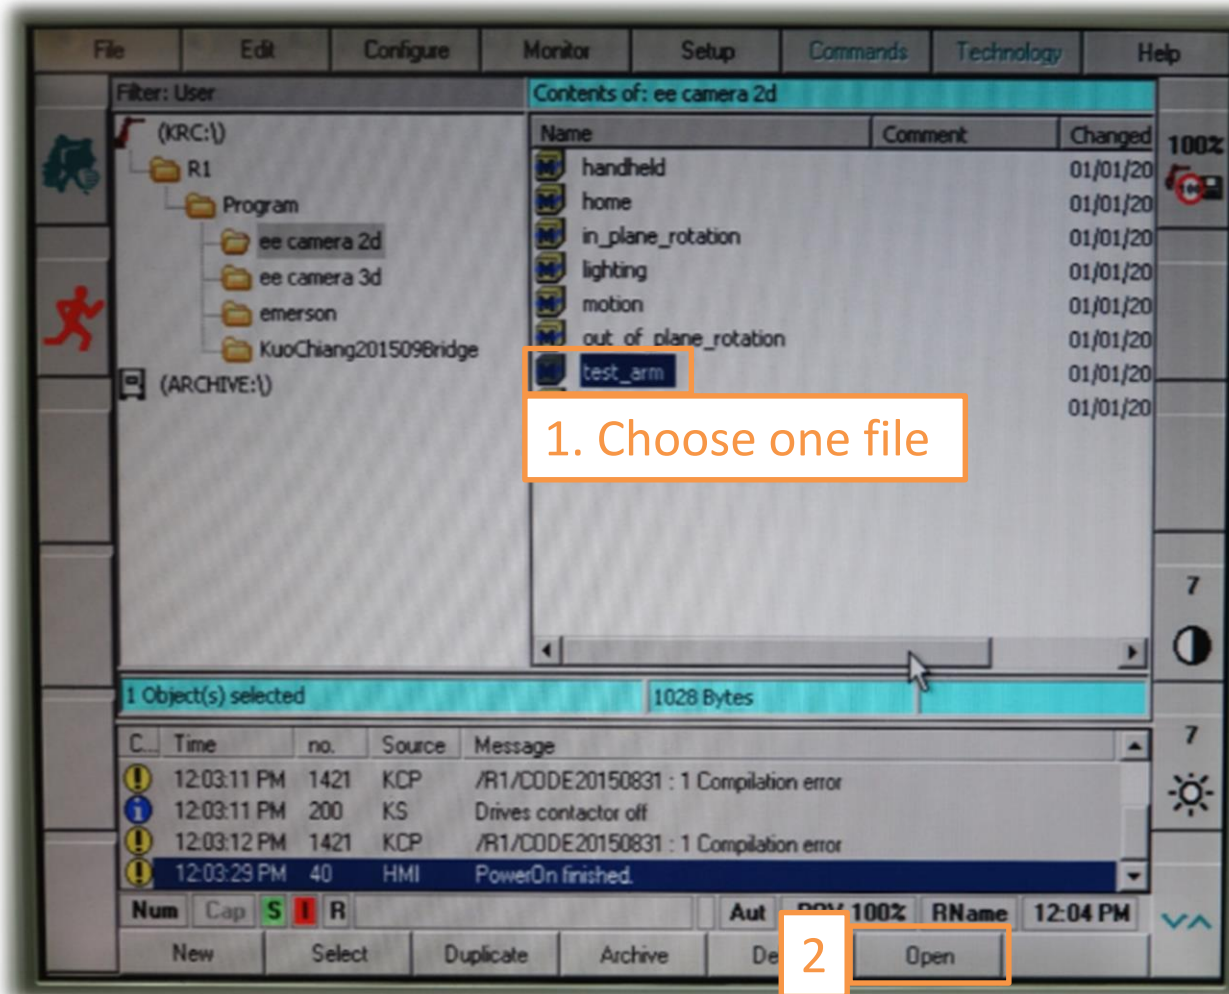 File Edit Configure Monitor Setup Commands Technology Help
Filter: User
Contents of: ee camera 2d
(KRC:\)
R1
Program
ee camera 2d
ee camera 3d
emerson
KuoChiang201509Bridge
(ARCHIVE:\)
Name Comment Changed
handheld 01/01/20
home 01/01/20
in_plane_rotation 01/01/20
lighting 01/01/20
motion 01/01/20
out_of_plane_rotation 01/01/20
test_arm 01/01/20
01/01/20
1. Choose one file
100%
100
7
7
1 Object(s) selected 1028 Bytes
C... Time no. Source Message
12:03:11 PM 1421 KCP /R1/CODE20150831 : 1 Compilation error
12:03:11 PM 200 KS Drives contactor off
12:03:12 PM 1421 KCP /R1/CODE20150831 : 1 Compilation error
12:03:29 PM 40 HMI PowerOn finished.
Num Cap S I R Aut 100% RName 12:04 PM
New Select Duplicate Archive De 2 Open